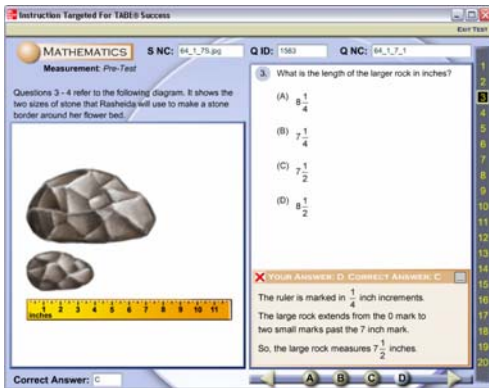 Instruction Targeted For TABE® Success
EXIT TEST
MATHEMATICS
S NC: 64_1_7S.jpg
Q ID: 1563
Q NC: 64_1_7_1
Measurement: Pre-Test
Questions 3 - 4 refer to the following diagram. It shows the
two sizes of stone that Rasheida will use to make a stone
border around her flower bed.
1 2 3 4 5 6 7 8 9 10 11
inches
Correct Answer: C
3. What is the length of the larger rock in inches?
(A) 8 1/4
(B) 7 1/4
(C) 7 1/2
(D) 8 1/2
YOUR ANSWER: D CORRECT ANSWER: C
The ruler is marked in 1/4 inch increments.
The large rock extends from the 0 mark to
two small marks past the 7 inch mark.
So, the large rock measures 7 1/2 inches.
A B C D
1
2
3
4
5
6
7
8
9
10
11
12
13
14
15
16
17
18
19
20